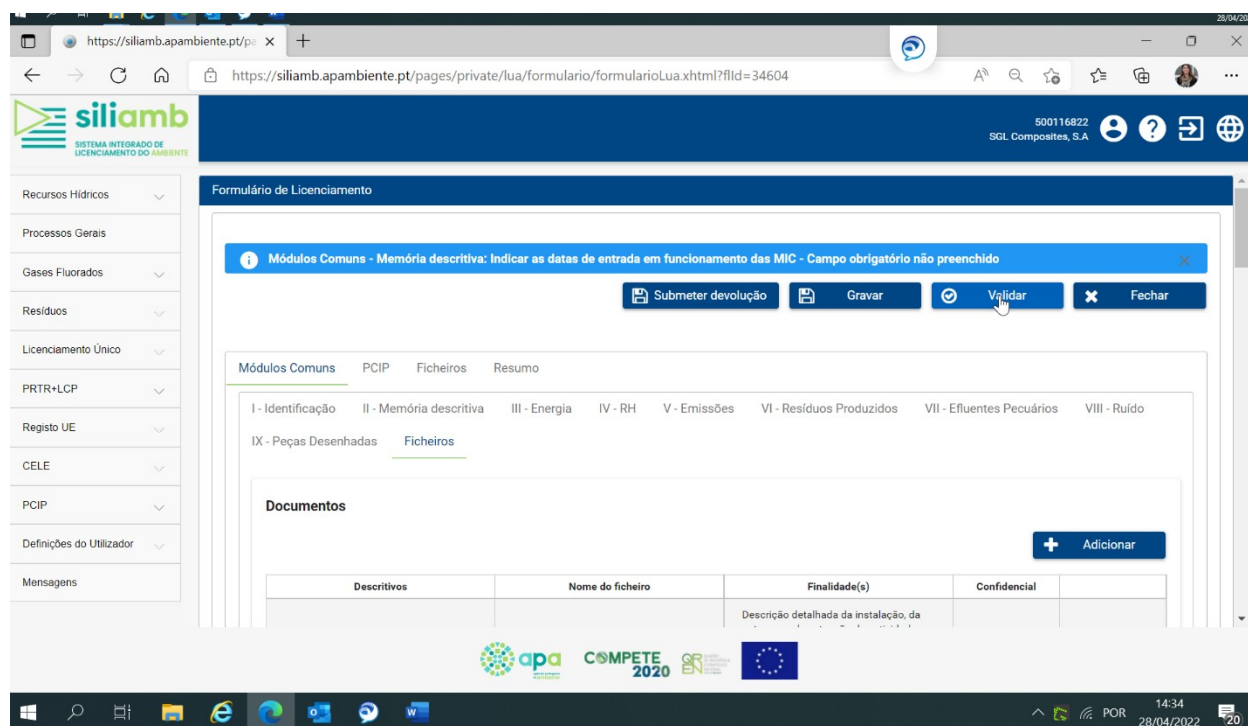 28/04/20
https://siliamb.apambiente.pt/pa
https://siliamb.apambiente.pt/pages/private/lua/formulario/formularioLua.xhtml?flId=34604
siliamb
SISTEMA INTEGRADO DE
LICENCIAMENTO DO AMBIENTE
500116822
SGL Composites, S.A
Recursos Hídricos
Processos Gerais
Gases Fluorados
Resíduos
Licenciamento Único
PRTR+LCP
Registo UE
CELE
PCIP
Definições do Utilizador
Mensagens
Formulário de Licenciamento
Módulos Comuns - Memória descritiva: Indicar as datas de entrada em funcionamento das MIC - Campo obrigatório não preenchido
Submeter devolução Gravar Validar Fechar
Módulos Comuns PCIP Ficheiros Resumo
I - Identificação II - Memória descritiva III - Energia IV - RH V - Emissões VI - Resíduos Produzidos VII - Efluentes Pecuários VIII - Ruído
IX - Peças Desenhadas Ficheiros
Documentos
Adicionar
Descritivos Nome do ficheiro Finalidade(s) Confidencial
Descrição detalhada da instalação, da
apa
COMPETE
2020
QR
EN
POR
14:34
28/04/2022
20